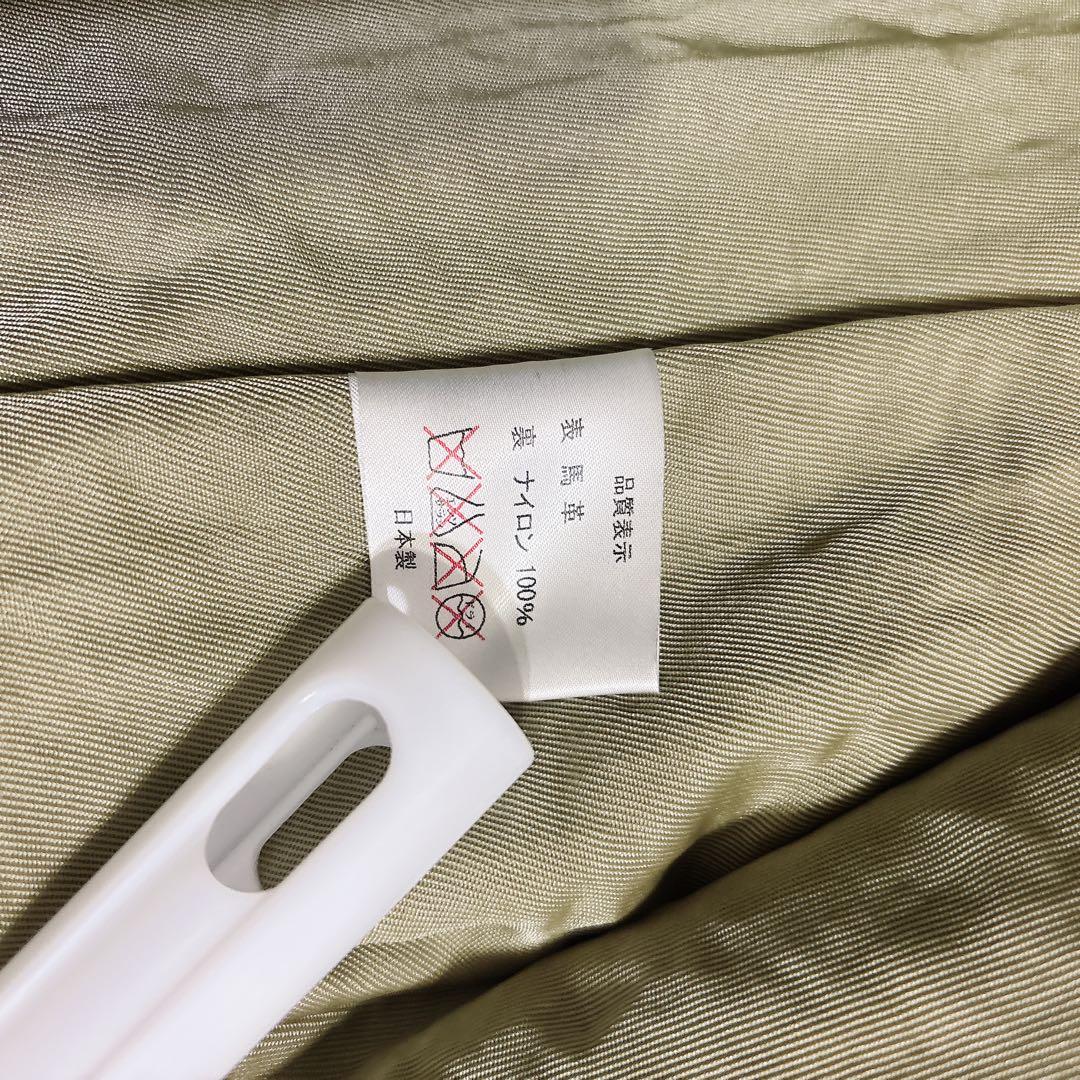 品質表示
表 馬 革
裏 ナイロン 100%
日本製